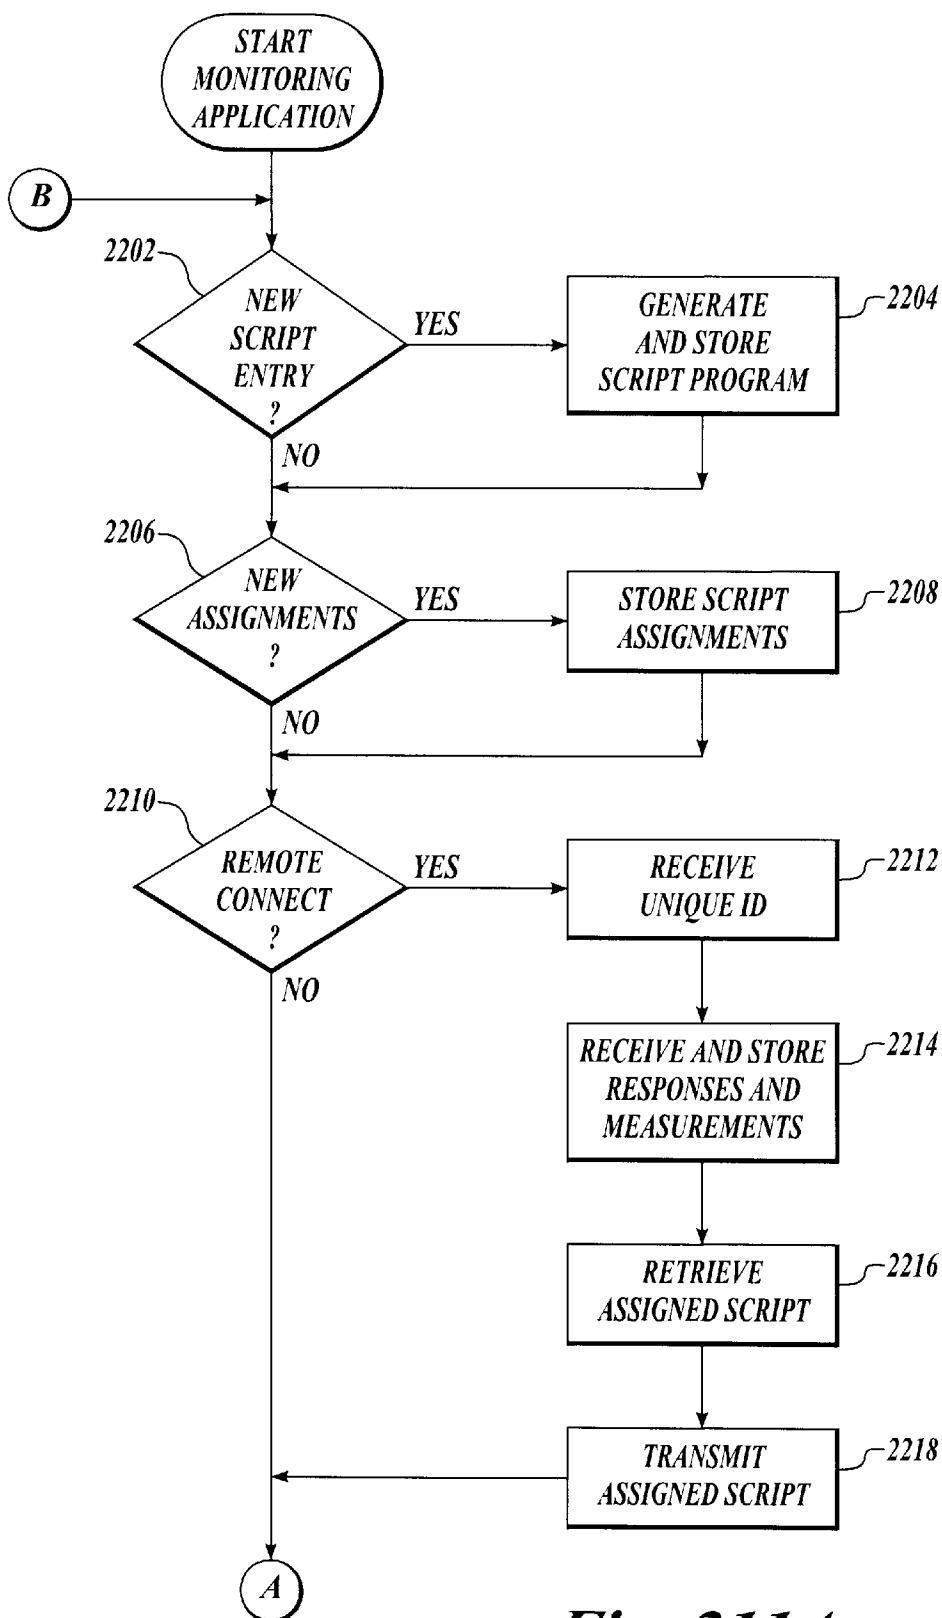 START
MONITORING
APPLICATION
B
2202
NEW
SCRIPT
ENTRY
?
YES
GENERATE
AND STORE
SCRIPT PROGRAM
2204
NO
2206
NEW
ASSIGNMENTS
?
YES
STORE SCRIPT
ASSIGNMENTS
2208
NO
2210
REMOTE
CONNECT
?
YES
RECEIVE
UNIQUE ID
2212
NO
RECEIVE AND STORE
RESPONSES AND
MEASUREMENTS
2214
RETRIEVE
ASSIGNED SCRIPT
2216
TRANSMIT
ASSIGNED SCRIPT
2218
A